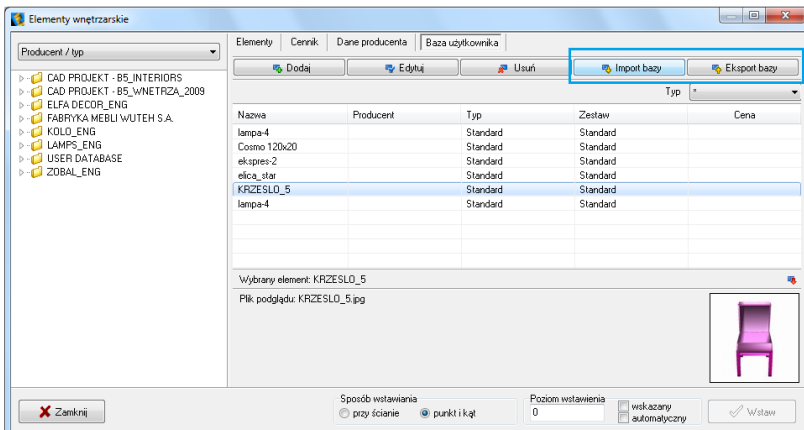 Elementy wnętrzarskie
Producent / typ
CAD PROJEKT - B5_INTERIORS
CAD PROJEKT - B5_WNETRZA_2009
ELFA DECOR_ENG
FABRYKA MEBLI WUTEH S.A.
KOLO_ENG
LAMPS_ENG
USER DATABASE
ZOBAL_ENG
Elementy Cennik Dane producenta Baza użytkownika
Dodaj Edytuj Usuń Import bazy Eksport bazy
Typ *
Nazwa Producent Typ Zestaw Cena
lampa-4 Standard Standard
Cosmo 120x20 Standard Standard
ekspres-2 Standard Standard
elica_star Standard Standard
KRZESLO_5 Standard Standard
lampa-4 Standard Standard
Wybrany element: KRZESLO_5
Plik podglądu: KRZESLO_5.jpg
Zamknij
Sposób wstawiania
przy ścianie punkt i kąt
Poziom wstawienia
0
wskazany
automatyczny
Wstaw